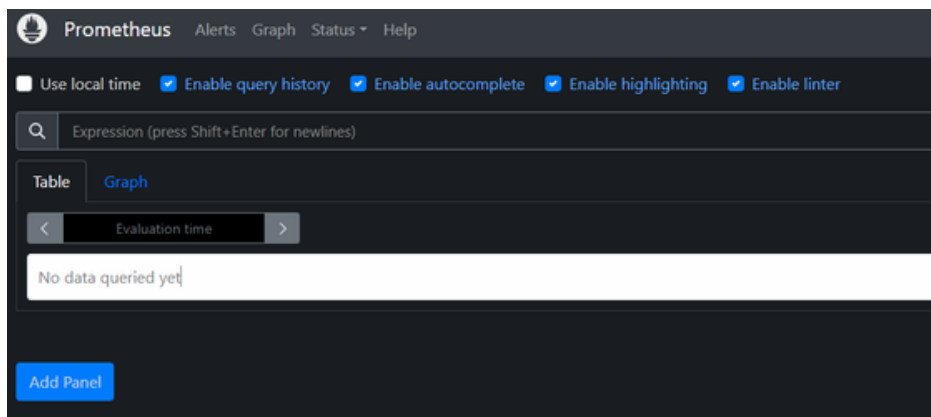 Prometheus Alerts Graph Status Help
Use local time Enable query history Enable autocomplete Enable highlighting Enable linter
Expression (press Shift+Enter for newlines)
Table Graph
Evaluation time
No data queried yet
Add Panel